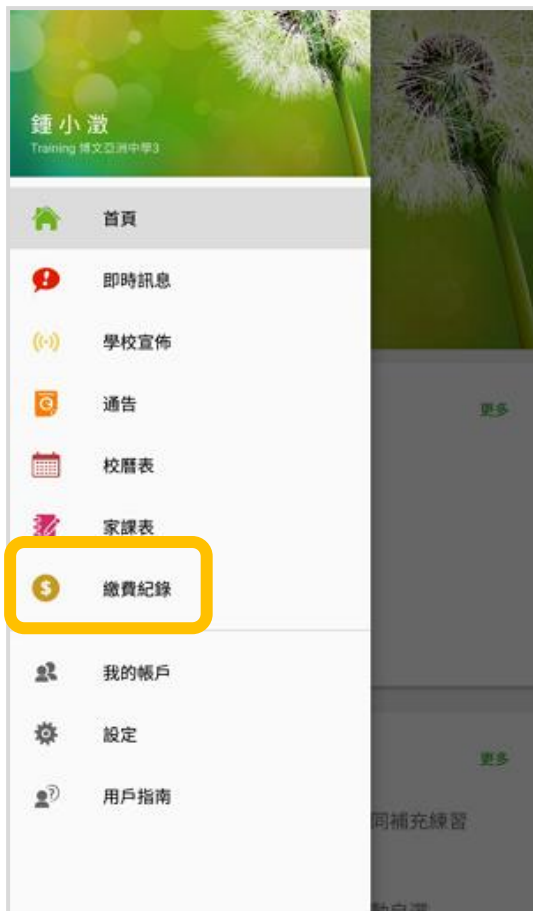 鍾小澂
Training 博文亞洲中學3
首頁
即時訊息
學校宣佈
通告
更多
校曆表
家課表
繳費紀錄
我的帳戶
設定
更多
用戶指南
同補充練習